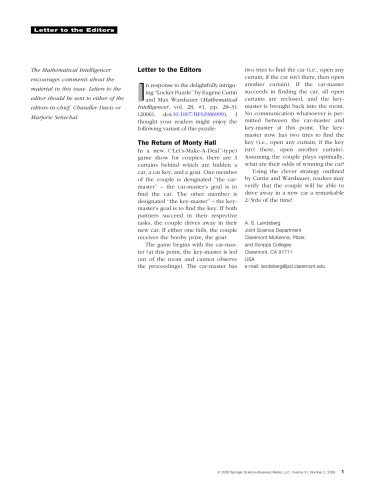 Letter to the Editors
The Mathematical Intelligencer
encourages comments about the
material in this issue. Letters to the
editor should be sent to either of the
editors-in-chief, Chandler Davis or
Marjorie Senechal.
Letter to the Editors
In response to the delightfully intrigu-
ing "Locker Puzzle" by Eugene Curtin
and Max Warshauer (Mathematical
Intelligencer, vol. 28, #1, pp. 28–31
(2006), doi:10.1007/BF02986999), I
thought your readers might enjoy the
following variant of this puzzle:
The Return of Monty Hall
In a new ("Let's-Make-A-Deal"-type)
game show for couples, there are 3
curtains behind which are hidden a
car, a car key, and a goat. One member
of the couple is designated "the car-
master" – the car-master's goal is to
find the car. The other member is
designated "the key-master" – the key-
master's goal is to find the key. If both
partners succeed in their respective
tasks, the couple drives away in their
new car. If either one fails, the couple
receives the booby prize, the goat.
The game begins with the car-mas-
ter (at this point, the key-master is led
out of the room and cannot observe
the proceedings). The car-master has
two tries to find the car (i.e., open any
curtain; if the car isn't there, then open
another curtain). If the car-master
succeeds in finding the car, all open
curtains are reclosed, and the key-
master is brought back into the room.
No communication whatsoever is per-
mitted between the car-master and
key-master at this point. The key-
master now has two tries to find the
key (i.e., open any curtain; if the key
isn't there, open another curtain).
Assuming the couple plays optimally,
what are their odds of winning the car?
Using the clever strategy outlined
by Curtin and Warshauer, readers may
verify that the couple will be able to
drive away in a new car a remarkable
2/3rds of the time!
A. S. Landsberg
Joint Science Department
Claremont McKenna, Pitzer,
and Scripps Colleges
Claremont, CA 91711
USA
e-mail: landsberg@jsd.claremont.edu
© 2009 Springer Science+Business Media, LLC, Volume 31, Number 2, 2009 1